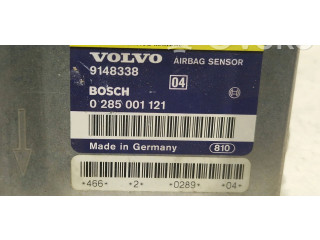 VOLVO AIRBAG SENSOR
9148338 04
BOSCH
0 285 001 121
Made in Germany 810
*466* *2* *0289* *04*